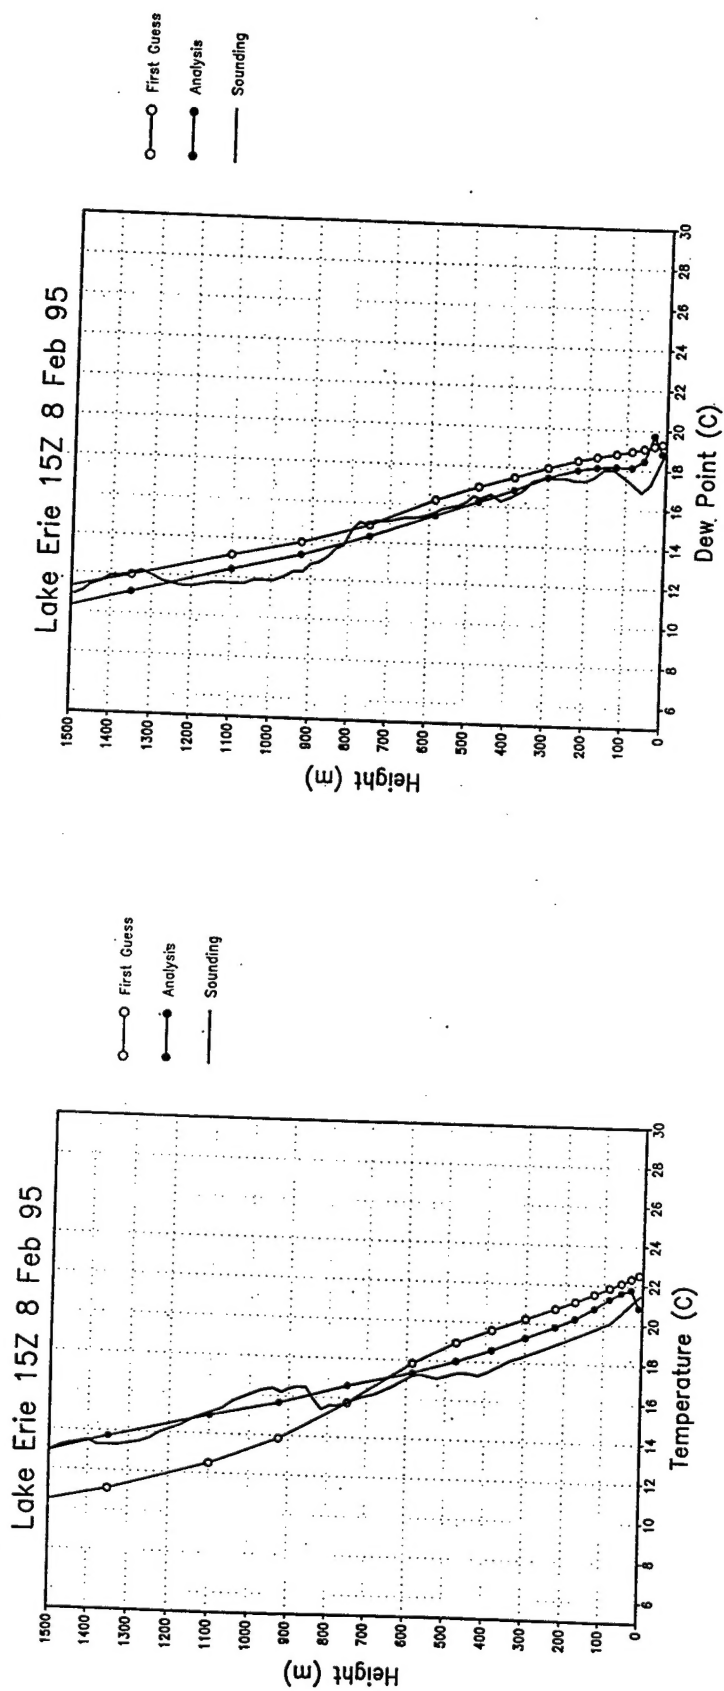 Lake Erie 15Z 8 Feb 95
1500
1400
1300
1200
1100
1000
900
800
700
600
500
400
300
200
100
0
Height (m)
6 8 10 12 14 16 18 20 22 24 26 28 30
Temperature (C)
First Guess
Analysis
Sounding
Lake Erie 15Z 8 Feb 95
1500
1400
1300
1200
1100
1000
900
800
700
600
500
400
300
200
100
0
Height (m)
6 8 10 12 14 16 18 20 22 24 26 28 30
Dew Point (C)
First Guess
Analysis
Sounding